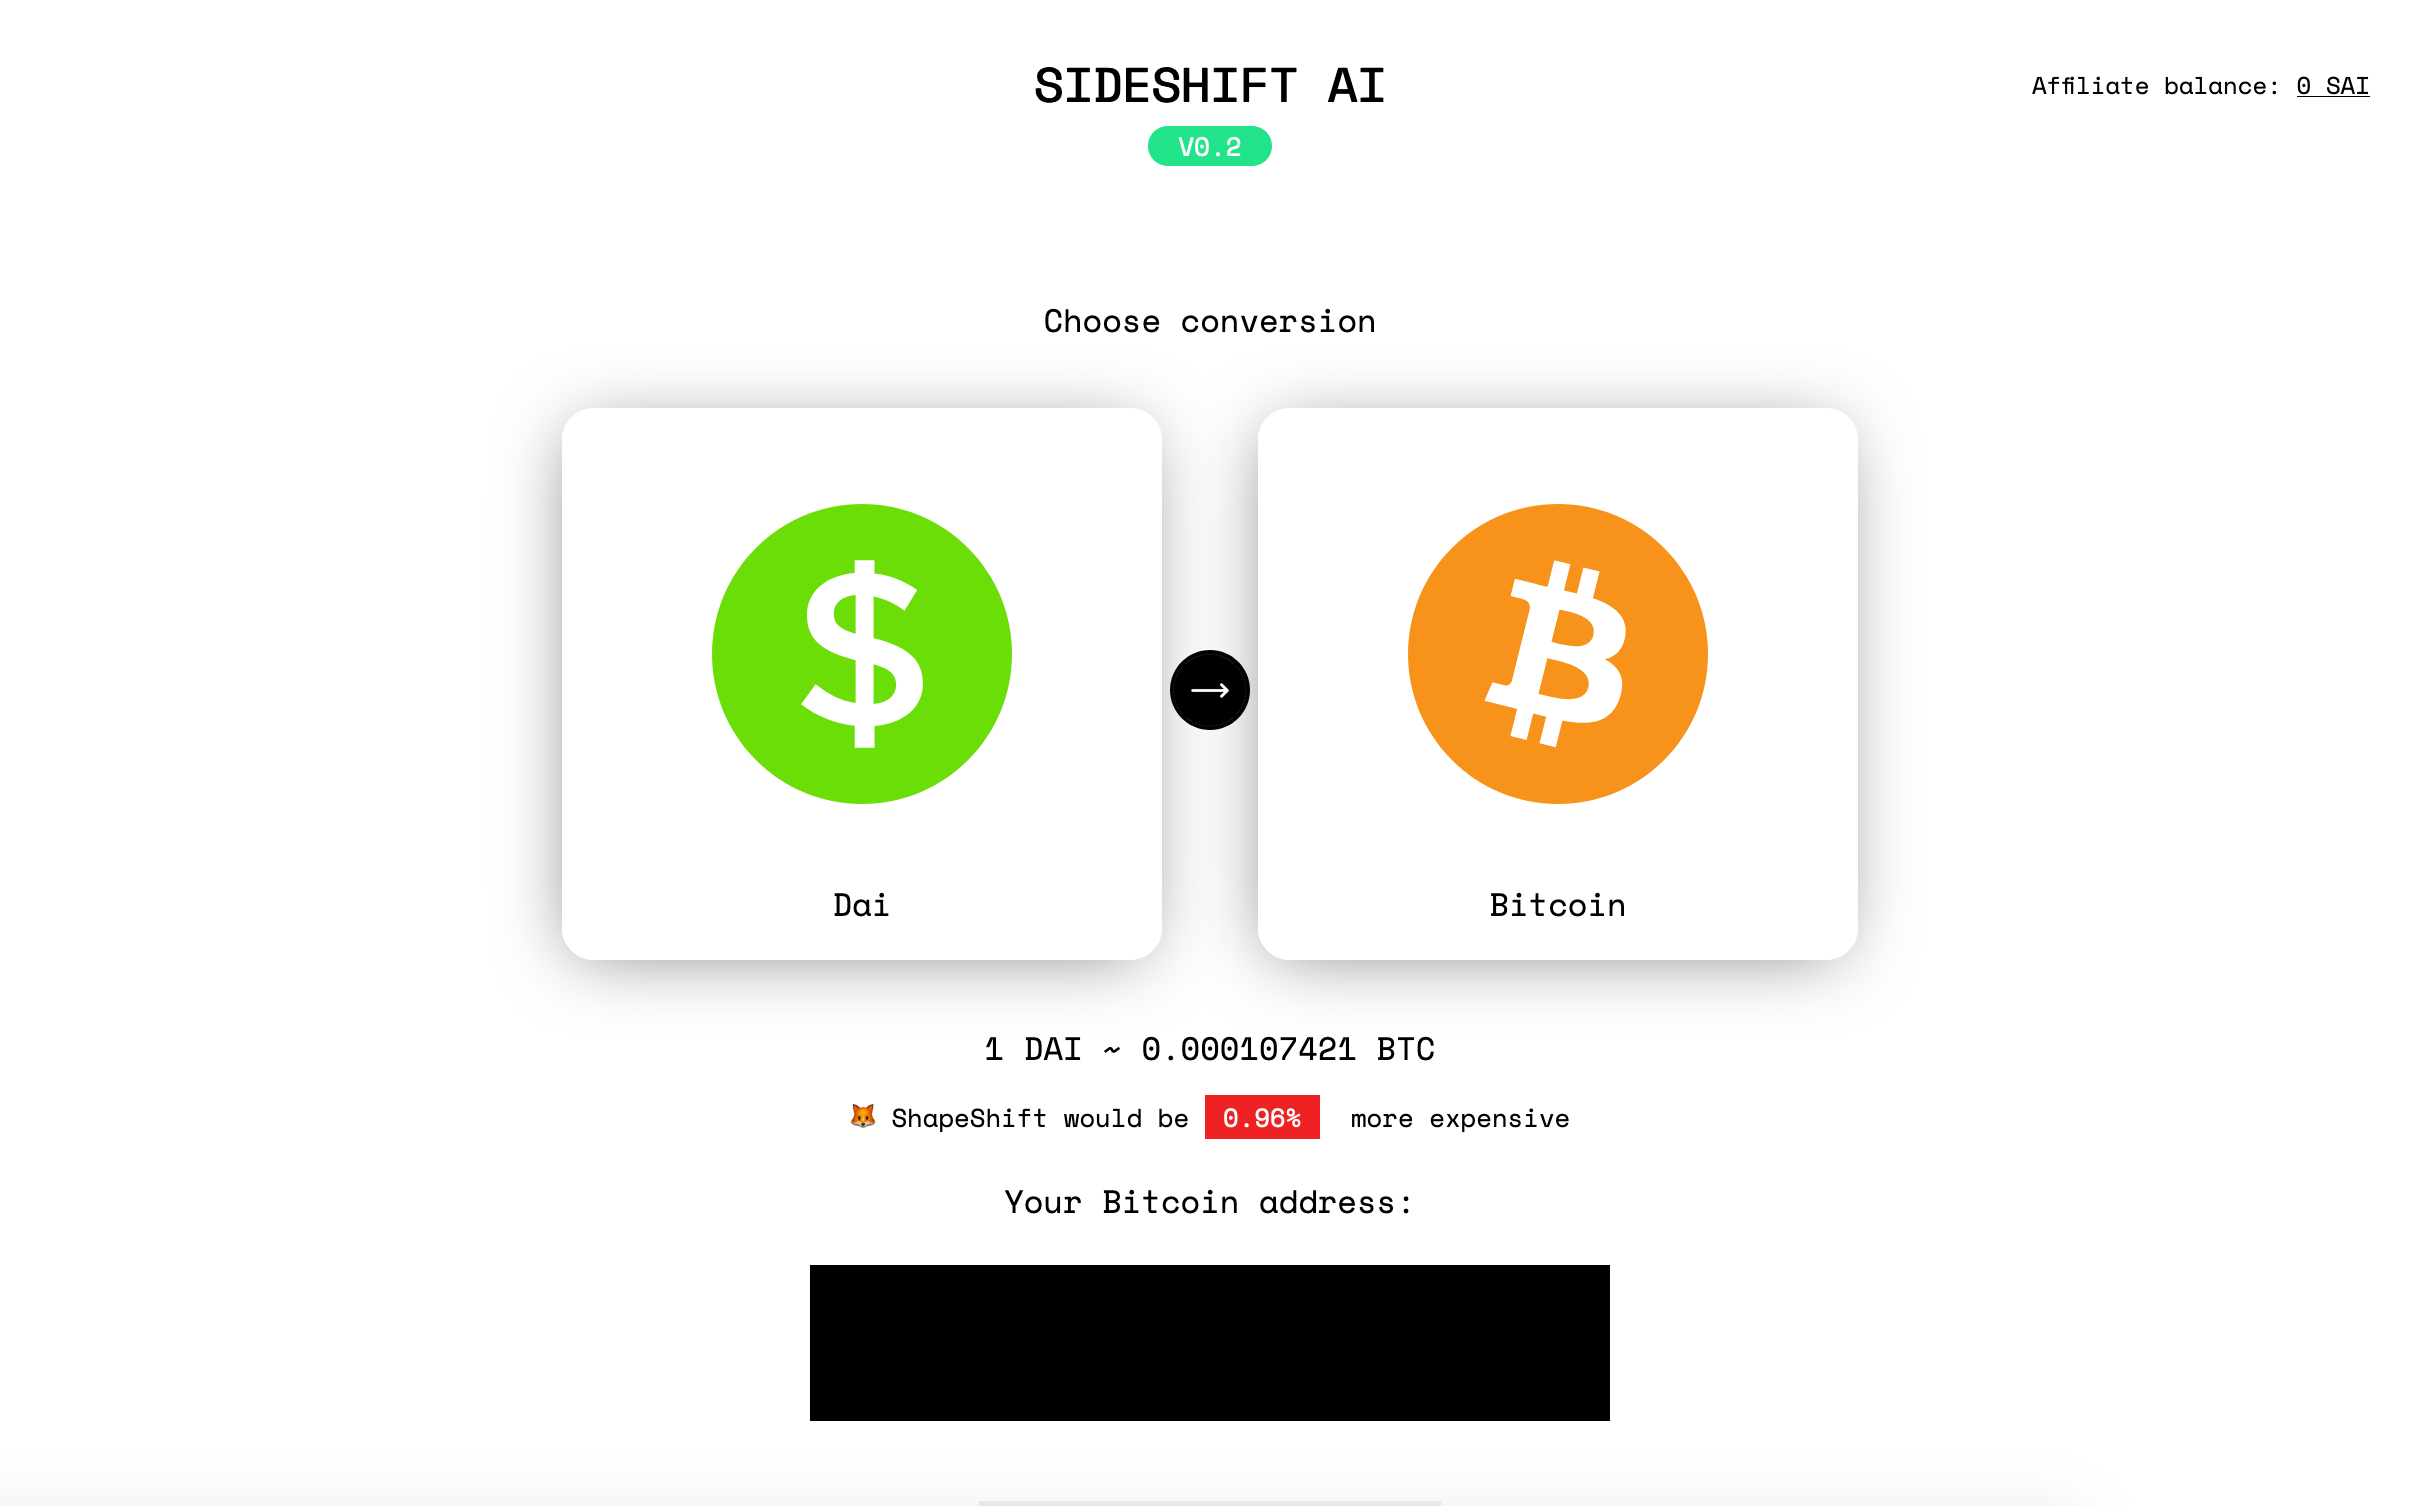 SIDESHIFT AI
Affiliate balance: 0 SAI
V0.2
Choose conversion
Dai
Bitcoin
1 DAI ~ 0.000107421 BTC
🦊 ShapeShift would be 0.96% more expensive
Your Bitcoin address: